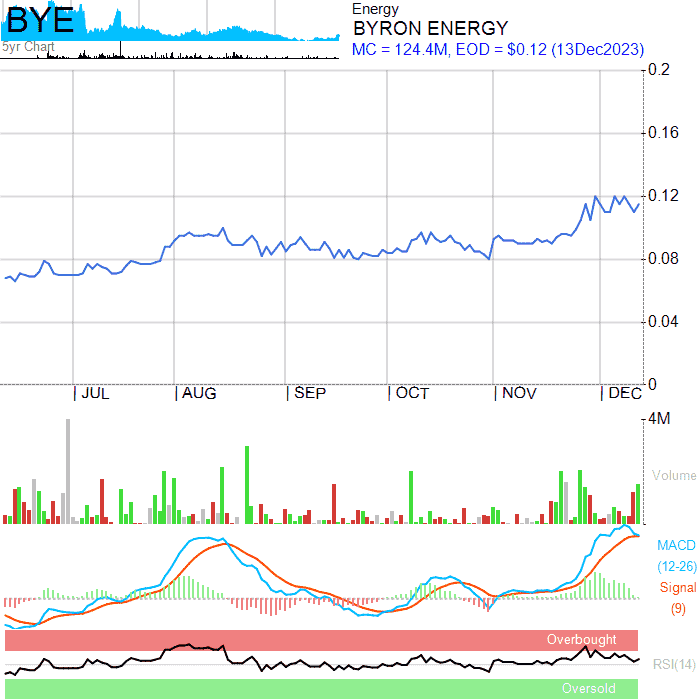 BYE
5yr Chart
Energy
BYRON ENERGY
MC = 124.4M, EOD = $0.12 (13Dec2023)
0.2
0.16
0.12
0.08
0.04
0
JUL AUG SEP OCT NOV DEC
4M
Volume
MACD
(12-26)
Signal
(9)
Overbought
RSI(14)
Oversold